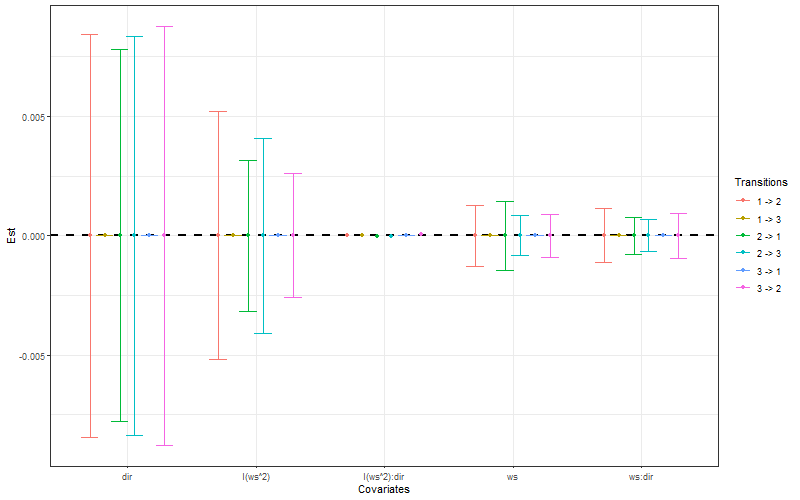 Est
0.005
0.000
-0.005
dir
I(ws^2)
I(ws^2):dir
ws
ws:dir
Covariates
Transitions
1 -> 2
1 -> 3
2 -> 1
2 -> 3
3 -> 1
3 -> 2